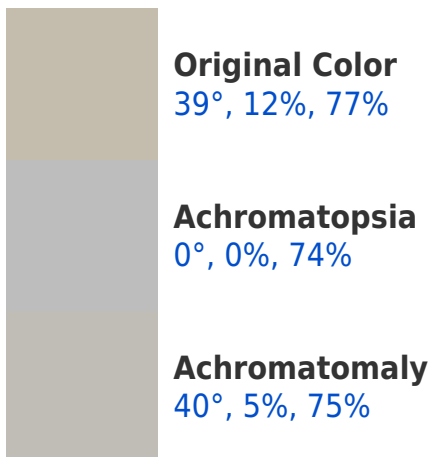 Original Color
39°, 12%, 77%
Achromatopsia
0°, 0%, 74%
Achromatomaly
40°, 5%, 75%